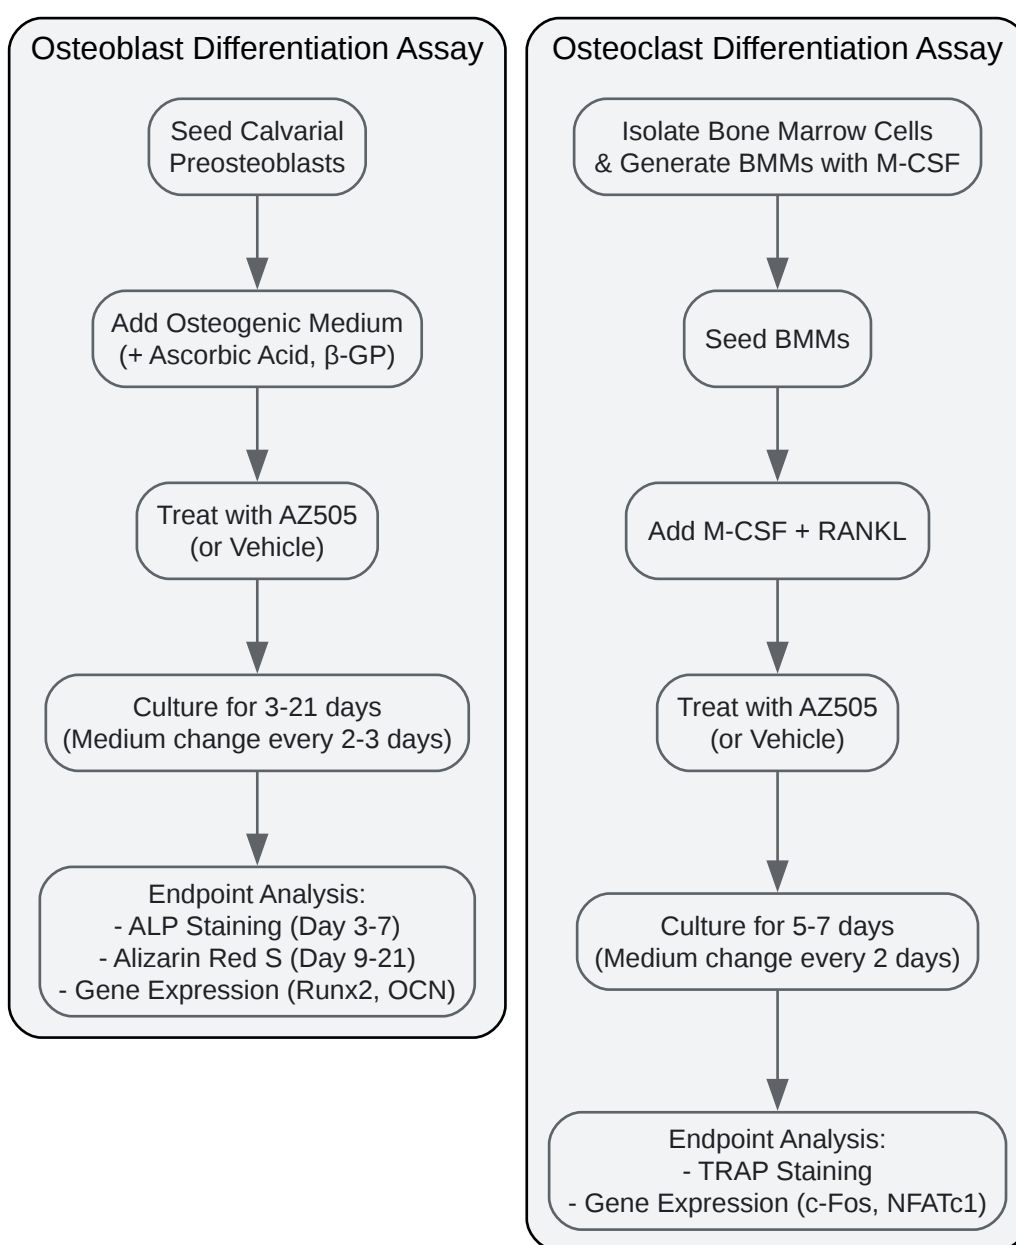 Osteoblast Differentiation Assay
Seed Calvarial
Preosteoblasts
Add Osteogenic Medium
(+ Ascorbic Acid, β-GP)
Treat with AZ505
(or Vehicle)
Culture for 3-21 days
(Medium change every 2-3 days)
Endpoint Analysis:
- ALP Staining (Day 3-7)
- Alizarin Red S (Day 9-21)
- Gene Expression (Runx2, OCN)
Osteoclast Differentiation Assay
Isolate Bone Marrow Cells
& Generate BMMs with M-CSF
Seed BMMs
Add M-CSF + RANKL
Treat with AZ505
(or Vehicle)
Culture for 5-7 days
(Medium change every 2 days)
Endpoint Analysis:
- TRAP Staining
- Gene Expression (c-Fos, NFATc1)